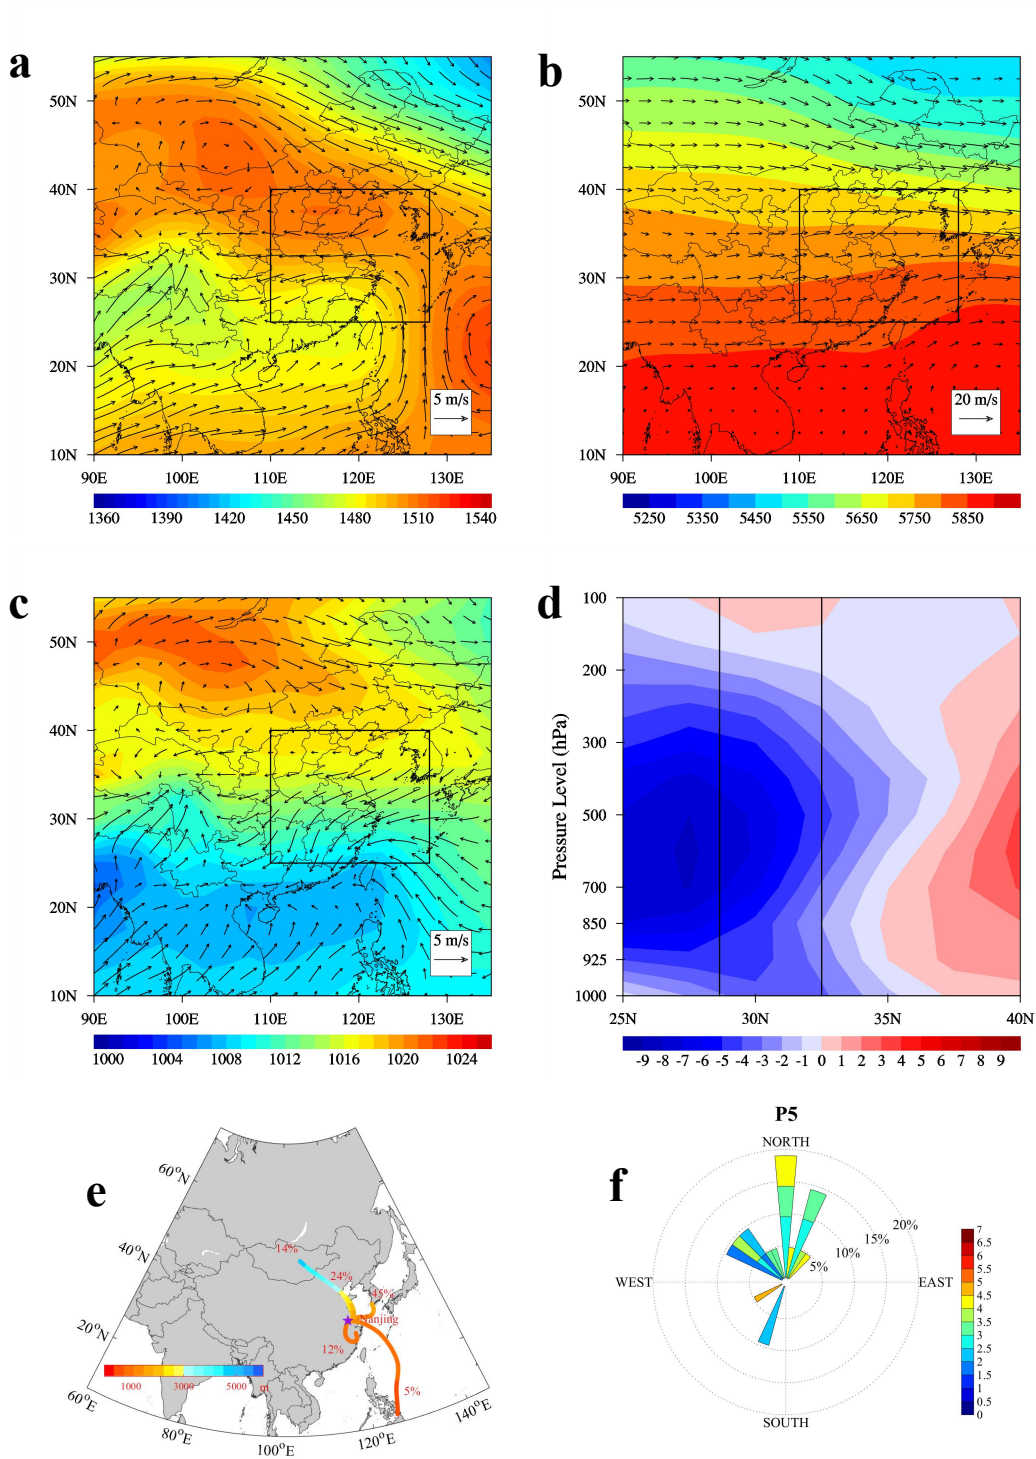 a
50N
40N
30N
20N
10N
90E 100E 110E 120E 130E
5 m/s
1360 1390 1420 1450 1480 1510 1540
b
50N
40N
30N
20N
10N
90E 100E 110E 120E 130E
20 m/s
5250 5350 5450 5550 5650 5750 5850
c
50N
40N
30N
20N
10N
90E 100E 110E 120E 130E
5 m/s
1000 1004 1008 1012 1016 1020 1024
d
Pressure Level (hPa)
100
200
300
500
700
850
925
1000
25N 30N 35N 40N
-9 -8 -7 -6 -5 -4 -3 -2 -1 0 1 2 3 4 5 6 7 8 9
e
60°N
40°N
20°N
60°E
80°E
100°E
120°E
140°E
14%
24%
45%
Nanjing
12%
5%
1000 3000 5000 m
f
P5
NORTH
20%
15%
10%
5%
WEST
EAST
SOUTH
7
6.5
6
5.5
5
4.5
4
3.5
3
2.5
2
1.5
1
0.5
0